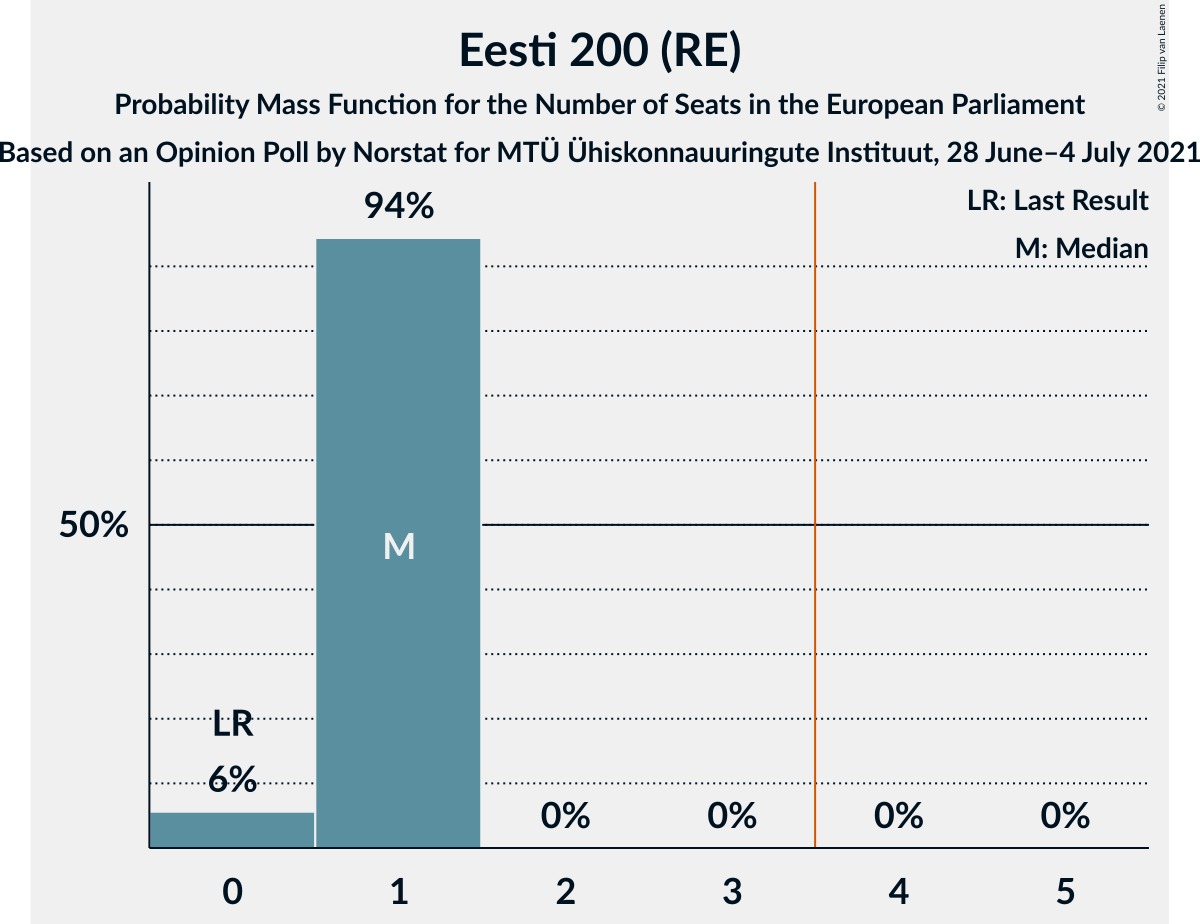 Eesti 200 (RE)
Probability Mass Function for the Number of Seats in the European Parliament
Based on an Opinion Poll by Norstat for MTÜ Ühiskonnauuringute Instituut, 28 June–4 July 2021
© 2021 Filip van Laenen
LR: Last Result
M: Median
94%
50%
M
LR
6%
0%
0%
0%
0%
0
1
2
3
4
5